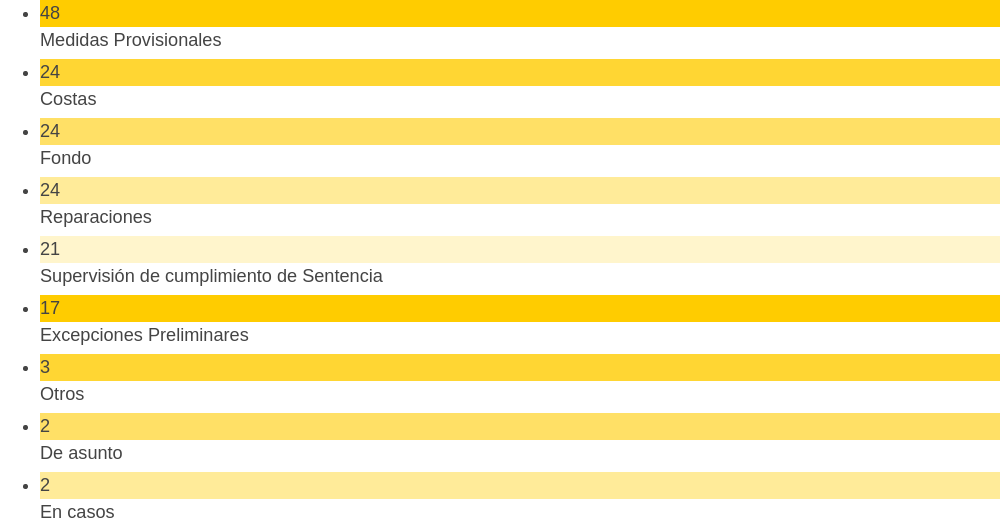 48
Medidas Provisionales
24
Costas
24
Fondo
24
Reparaciones
21
Supervisión de cumplimiento de Sentencia
17
Excepciones Preliminares
3
Otros
2
De asunto
2
En casos